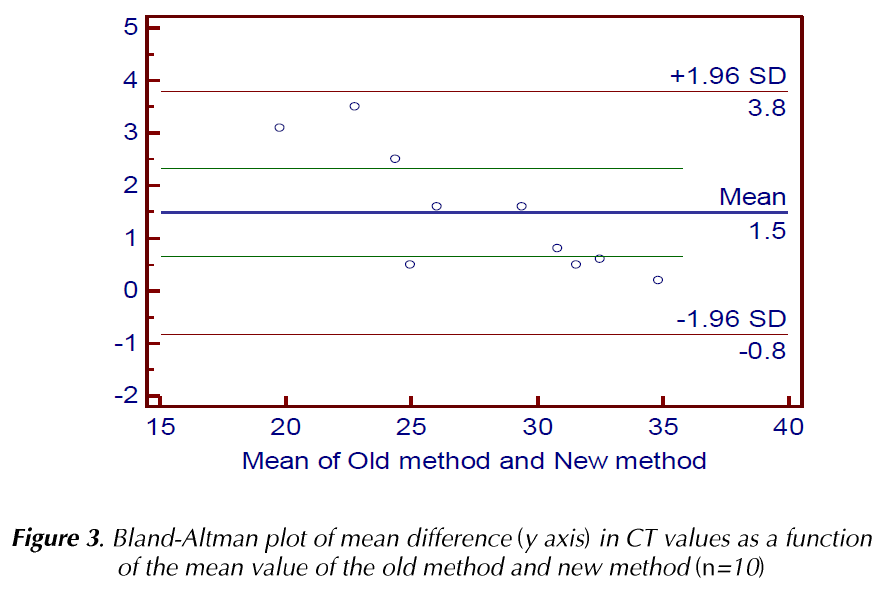 5
4
3
2
1
0
-1
-2
+1.96 SD
3.8
Mean
1.5
-1.96 SD
-0.8
15 20 25 30 35 40
Mean of Old method and New method
Figure 3. Bland-Altman plot of mean difference (y axis) in CT values as a function
of the mean value of the old method and new method (n=10)